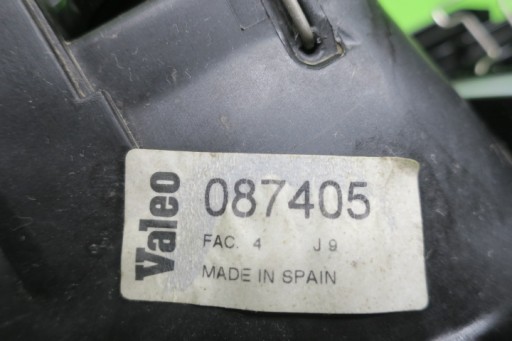 Valeo
087405
FAC. 4 J 9
MADE IN SPAIN